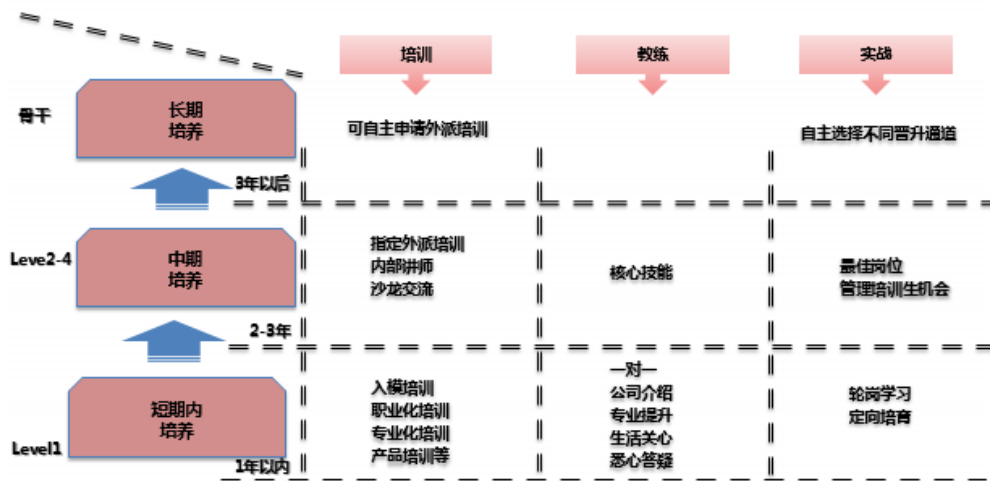 培训
教练
实战
骨干
长期
培养
可自主申请外派培训
自主选择不同晋升通道
3年以后
Leve2-4
中期
培养
指定外派培训
内部讲师
沙龙交流
核心技能
最佳岗位
管理培训生机会
2-3年
Level1
短期内
培养
入模培训
职业化培训
专业化培训
产品培训等
一对一
公司介绍
专业提升
生活关心
悉心答疑
轮岗学习
定向培育
1年以内